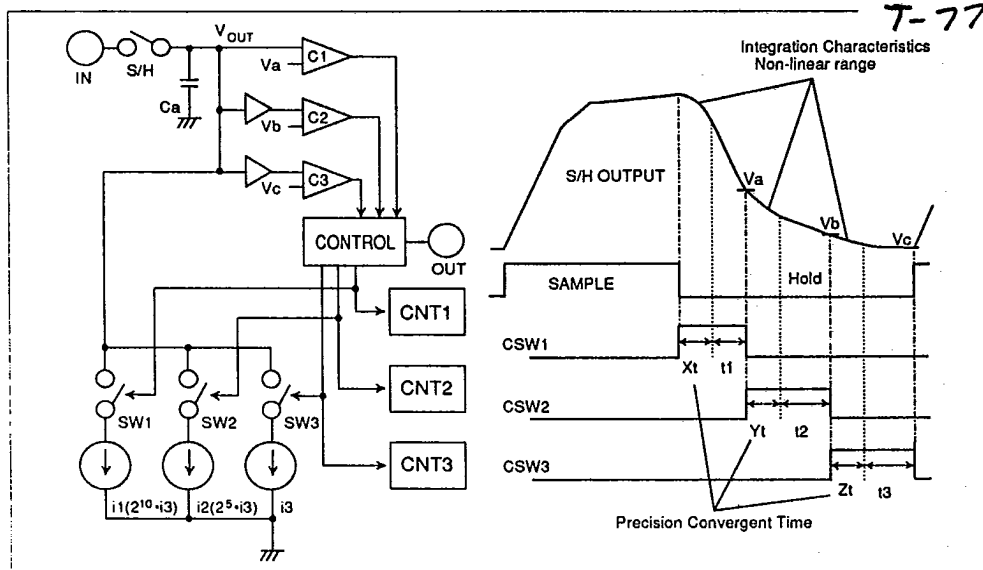 T-77
IN
S/H
VOUT
Ca
Va
C1
Vb
C2
Vc
C3
CONTROL
OUT
CNT1
CNT2
CNT3
SW1
SW2
SW3
i1(2¹⁰•i3)
i2(2⁵•i3)
i3
Integration Characteristics
Non-linear range
S/H OUTPUT
Va
Vb
Vc
SAMPLE
Hold
CSW1
Xt
t1
CSW2
Yt
t2
CSW3
Zt
t3
Precision Convergent Time